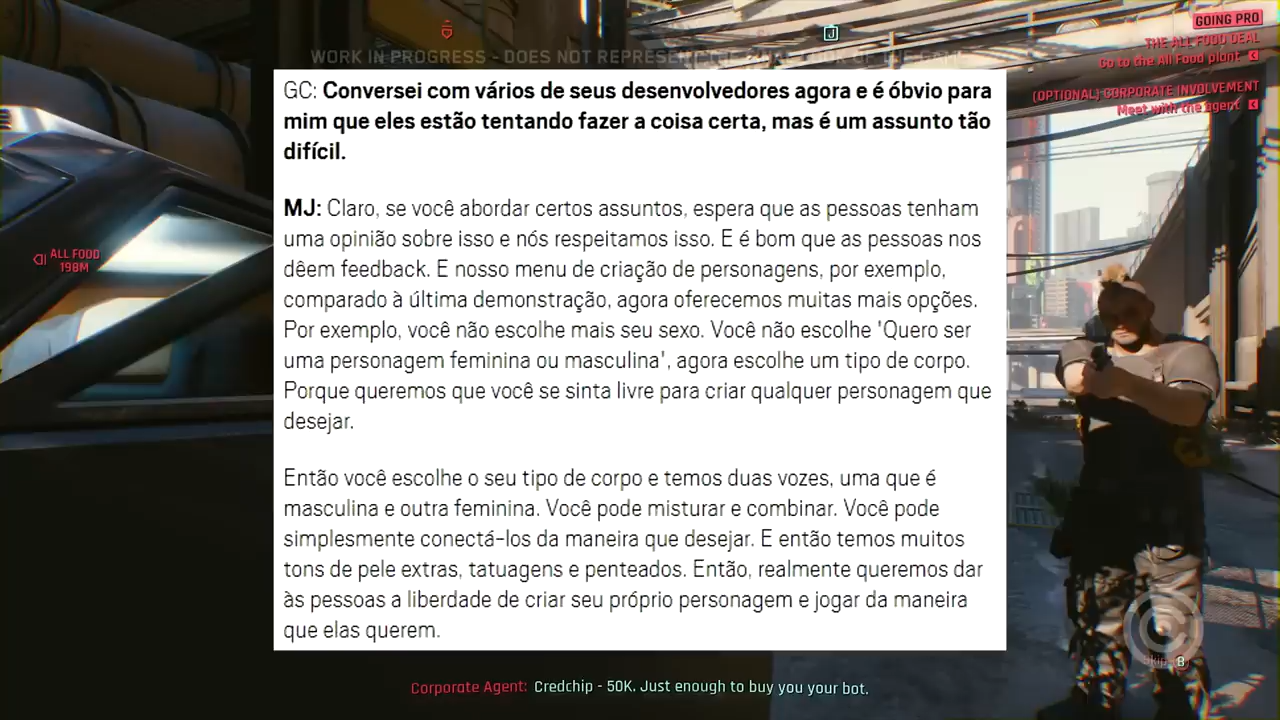 GOING PRO
THE ALL FOOD DEAL
Go to the All Food plant
(OPTIONAL) CORPORATE INVOLVEMENT
Meet with the agent
J
WORK IN PROGRESS - DOES NOT REPRESENT THE
GC: Conversei com vários de seus desenvolvedores agora e é óbvio para
mim que eles estão tentando fazer a coisa certa, mas é um assunto tão
difícil.
MJ: Claro, se você abordar certos assuntos, espera que as pessoas tenham
uma opinião sobre isso e nós respeitamos isso. E é bom que as pessoas nos
dêem feedback. E nosso menu de criação de personagens, por exemplo,
comparado à última demonstração, agora oferecemos muitas mais opções.
Por exemplo, você não escolhe mais seu sexo. Você não escolhe 'Quero ser
uma personagem feminina ou masculina', agora escolhe um tipo de corpo.
Porque queremos que você se sinta livre para criar qualquer personagem que
desejar.
Então você escolhe o seu tipo de corpo e temos duas vozes, uma que é
masculina e outra feminina. Você pode misturar e combinar. Você pode
simplesmente conectá-los da maneira que desejar. E então temos muitos
tons de pele extras, tatuagens e penteados. Então, realmente queremos dar
às pessoas a liberdade de criar seu próprio personagem e jogar da maneira
que elas querem.
ALL FOOD
198M
Skip B
Corporate Agent: Credchip - 50K. Just enough to buy you your bot.